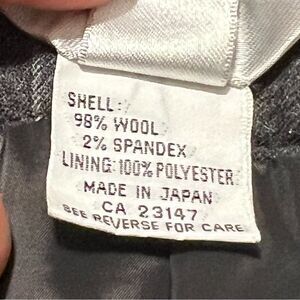 SHELL:
98% WOOL
2% SPANDEX
LINING: 100% POLYESTER
MADE IN JAPAN
CA 23147
SEE REVERSE FOR CARE